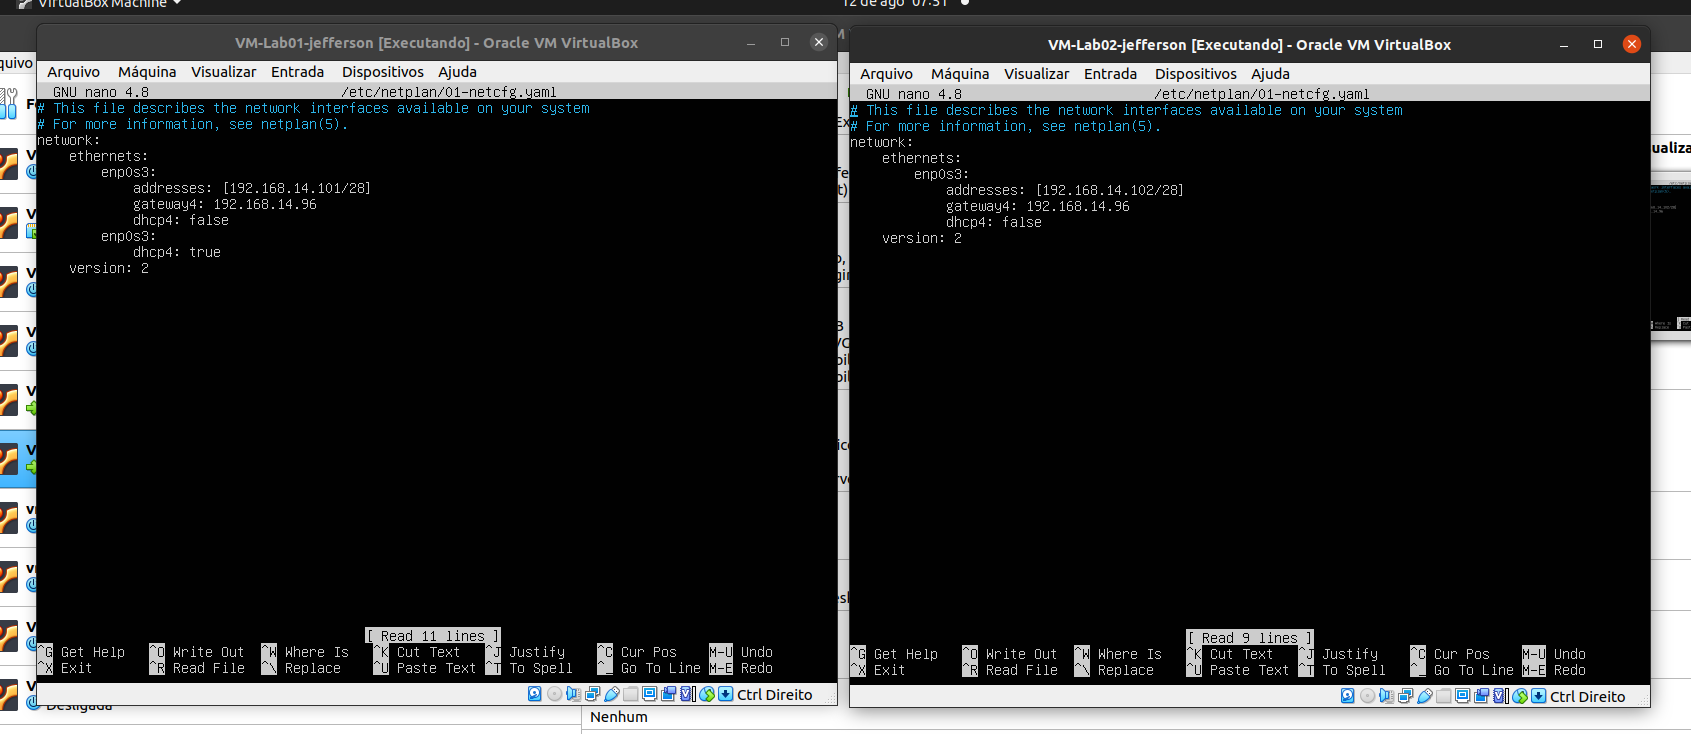 VirtualBox Machine
12 de ago 07:51
VM-Lab01-jefferson [Executando] - Oracle VM VirtualBox
Arquivo Máquina Visualizar Entrada Dispositivos Ajuda
GNU nano 4.8 /etc/netplan/01-netcfg.yaml
# This file describes the network interfaces available on your system
# For more information, see netplan(5).
network:
    ethernets:
        enp0s3:
            addresses: [192.168.14.101/28]
            gateway4: 192.168.14.96
            dhcp4: false
        enp0s3:
            dhcp4: true
    version: 2
[ Read 11 lines ]
^G Get Help ^O Write Out ^W Where Is ^K Cut Text ^J Justify ^C Cur Pos M-U Undo
^X Exit ^R Read File ^\ Replace ^U Paste Text ^T To Spell ^_ Go To Line M-E Redo
Ctrl Direito
VM-Lab02-jefferson [Executando] - Oracle VM VirtualBox
Arquivo Máquina Visualizar Entrada Dispositivos Ajuda
GNU nano 4.8 /etc/netplan/01-netcfg.yaml
# This file describes the network interfaces available on your system
# For more information, see netplan(5).
network:
    ethernets:
        enp0s3:
            addresses: [192.168.14.102/28]
            gateway4: 192.168.14.96
            dhcp4: false
    version: 2
[ Read 9 lines ]
^G Get Help ^O Write Out ^W Where Is ^K Cut Text ^J Justify ^C Cur Pos M-U Undo
^X Exit ^R Read File ^\ Replace ^U Paste Text ^T To Spell ^_ Go To Line M-E Redo
Ctrl Direito
Desligada
Nenhum